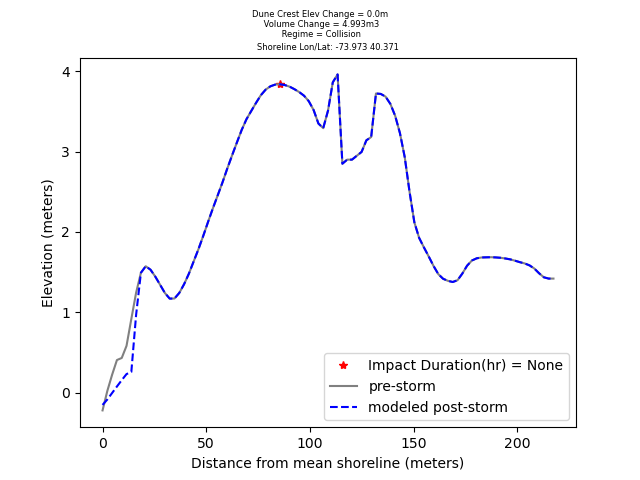 Dune Crest Elev Change = 0.0m
Volume Change = 4.993m3
Regime = Collision
Shoreline Lon/Lat: -73.973 40.371
4
3
2
1
0
Elevation (meters)
Impact Duration(hr) = None
pre-storm
modeled post-storm
0
50
100
150
200
Distance from mean shoreline (meters)